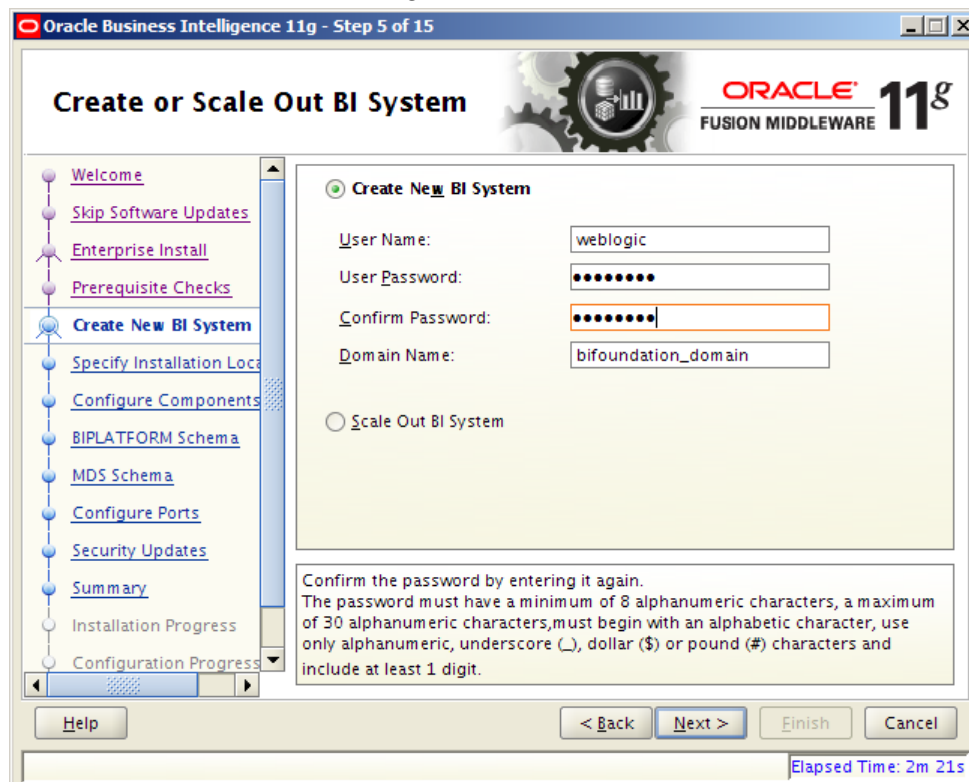 Oracle Business Intelligence 11g - Step 5 of 15
Create or Scale Out BI System
ORACLE
FUSION MIDDLEWARE
11g
Welcome
Skip Software Updates
Enterprise Install
Prerequisite Checks
Create New BI System
Specify Installation Loca
Configure Components
BIPLATFORM Schema
MDS Schema
Configure Ports
Security Updates
Summary
Installation Progress
Configuration Progress
Create New BI System
User Name: weblogic
User Password: ••••••••
Confirm Password: ••••••••
Domain Name: bifoundation_domain
Scale Out BI System
Confirm the password by entering it again.
The password must have a minimum of 8 alphanumeric characters, a maximum
of 30 alphanumeric characters,must begin with an alphabetic character, use
only alphanumeric, underscore (_), dollar ($) or pound (#) characters and
include at least 1 digit.
Help < Back Next > Finish Cancel
Elapsed Time: 2m 21s